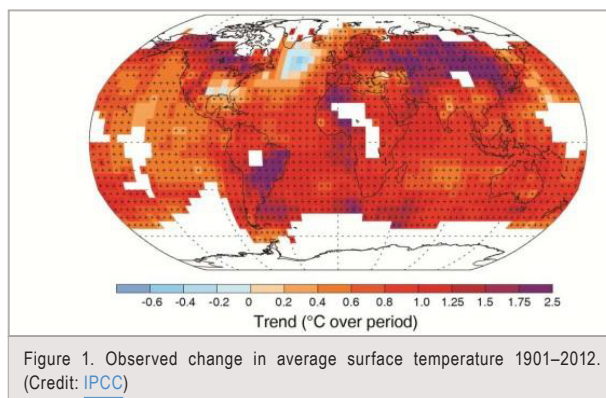 -0.6 -0.4 -0.2 0 0.2 0.4 0.6 0.8 1.0 1.25 1.5 1.75 2.5
Trend (°C over period)
Figure 1. Observed change in average surface temperature 1901–2012.
(Credit: IPCC)